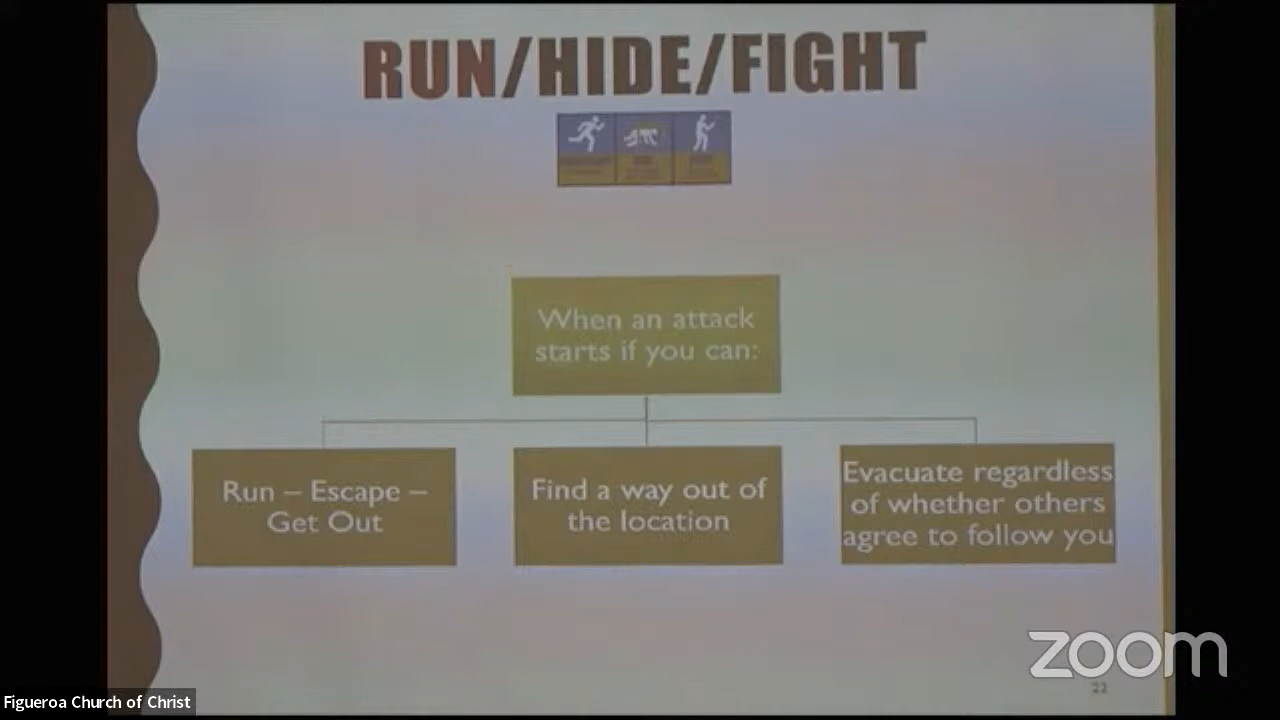 RUN/HIDE/FIGHT
When an attack
starts if you can:
Run – Escape –
Get Out
Find a way out of
the location
Evacuate regardless
of whether others
agree to follow you
zoom
22
Figueroa Church of Christ